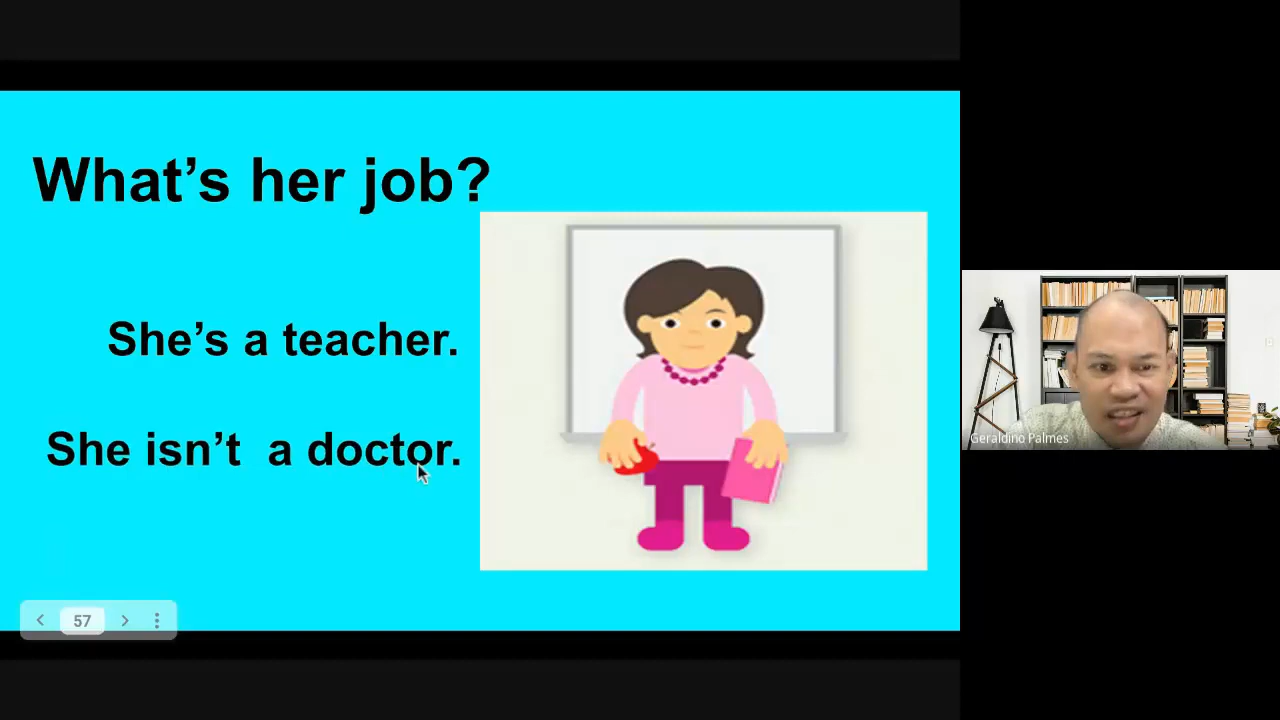 What’s her job?
She’s a teacher.
She isn’t  a doctor.
57
Geraldino Palmes